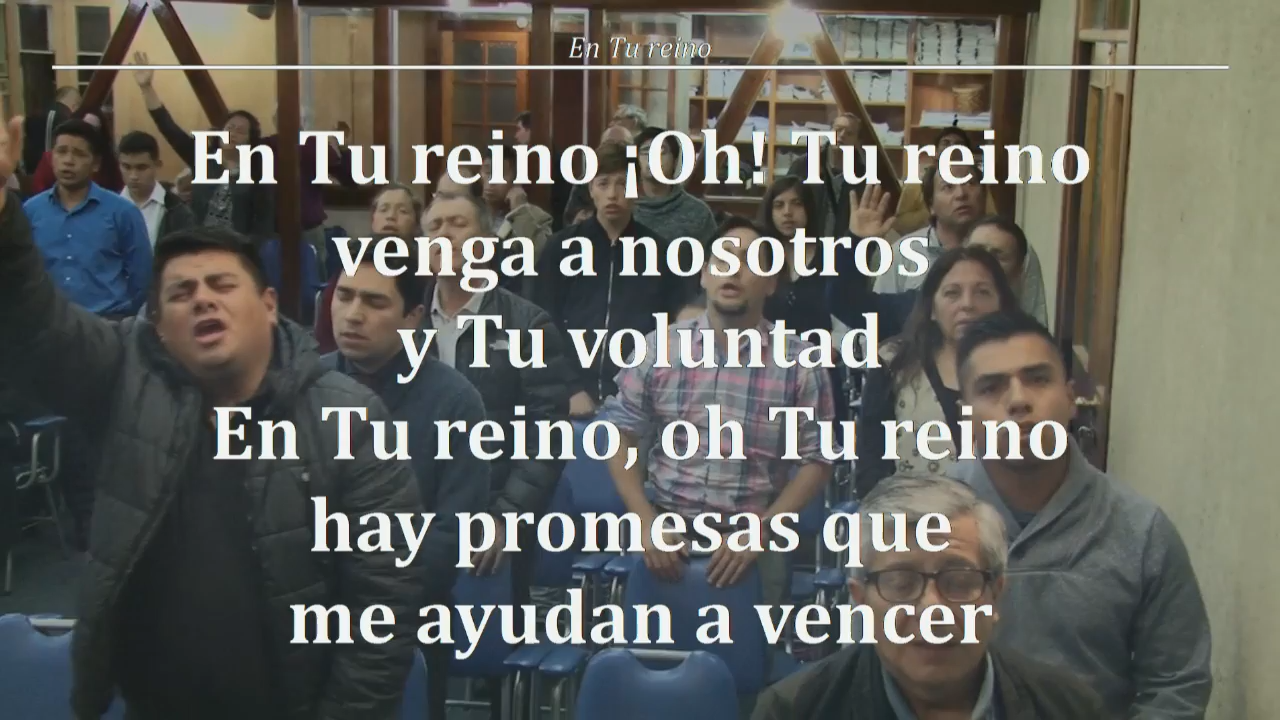 En Tu reino
En Tu reino ¡Oh! Tu reino
venga a nosotros
y Tu voluntad
En Tu reino, oh Tu reino
hay promesas que
me ayudan a vencer